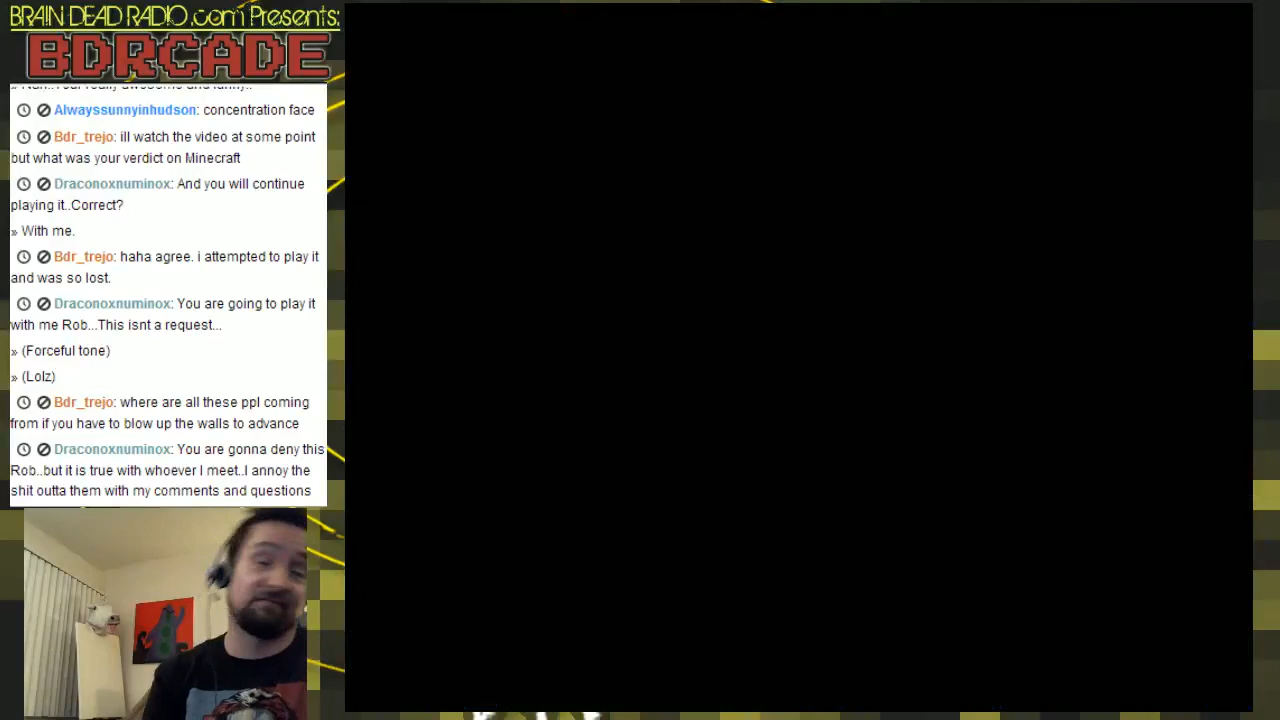 BRAIN DEAD RADIO.com Presents:
BDRCADE
Alwayssunnyinhudson: concentration face
Bdr_trejo: ill watch the video at some point
but what was your verdict on Minecraft
Draconoxnuminox: And you will continue
playing it..Correct?
» With me.
Bdr_trejo: haha agree. i attempted to play it
and was so lost.
Draconoxnuminox: You are going to play it
with me Rob...This isnt a request...
» (Forceful tone)
» (Lolz)
Bdr_trejo: where are all these ppl coming
from if you have to blow up the walls to advance
Draconoxnuminox: You are gonna deny this
Rob..but it is true with whoever I meet..I annoy the
shit outta them with my comments and questions